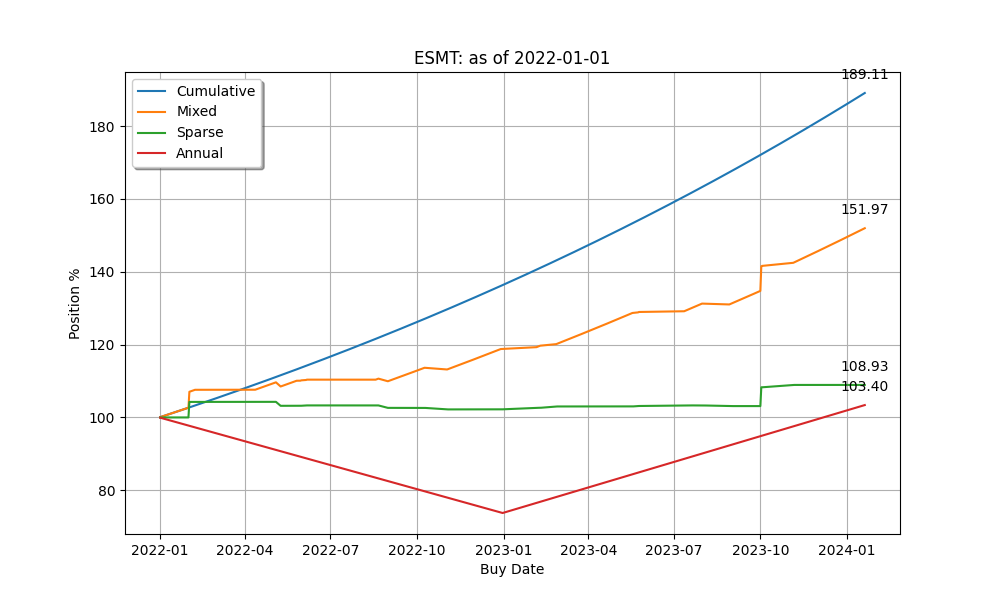 ESMT: as of 2022-01-01
Cumulative
Mixed
Sparse
Annual
189.11
151.97
108.93
103.40
Position %
180
160
140
120
100
80
2022-01 2022-04 2022-07 2022-10 2023-01 2023-04 2023-07 2023-10 2024-01
Buy Date